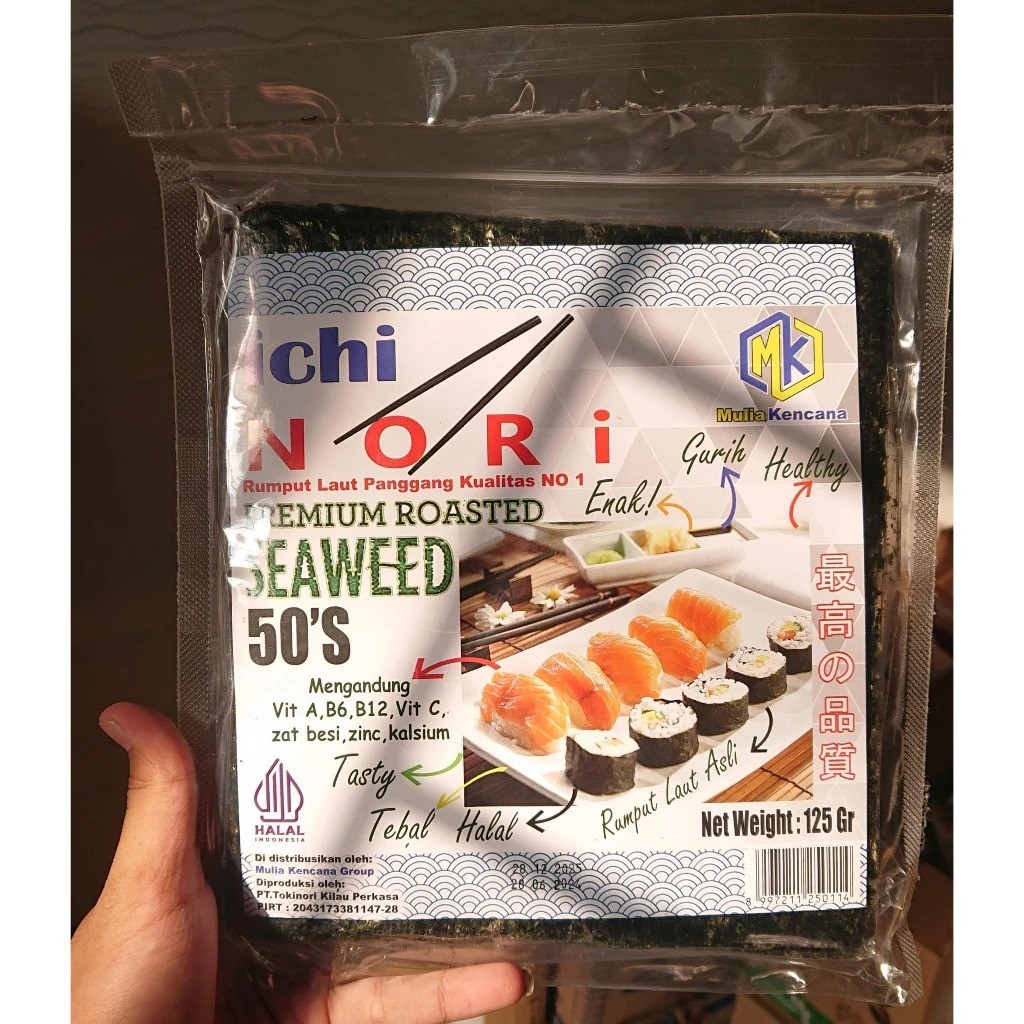 ichi
NORi
MK
Mulia Kencana
Rumput Laut Panggang Kualitas NO 1
Gurih
Healthy
Enak!
PREMIUM ROASTED
SEAWEED
50'S
最高の品質
Mengandung
Vit A,B6,B12,Vit C,
zat besi,zinc,kalsium
Tasty
Tebal
Halal
Rumput Laut Asli
HALAL
INDONESIA
Net Weight : 125 Gr
Di distribusikan oleh:
Mulia Kencana Group
Diproduksi oleh:
PT.Tokinori Kilau Perkasa
PJRT : 2043173381147-28
28 12 2025
28 06 2024
8 997211 250114